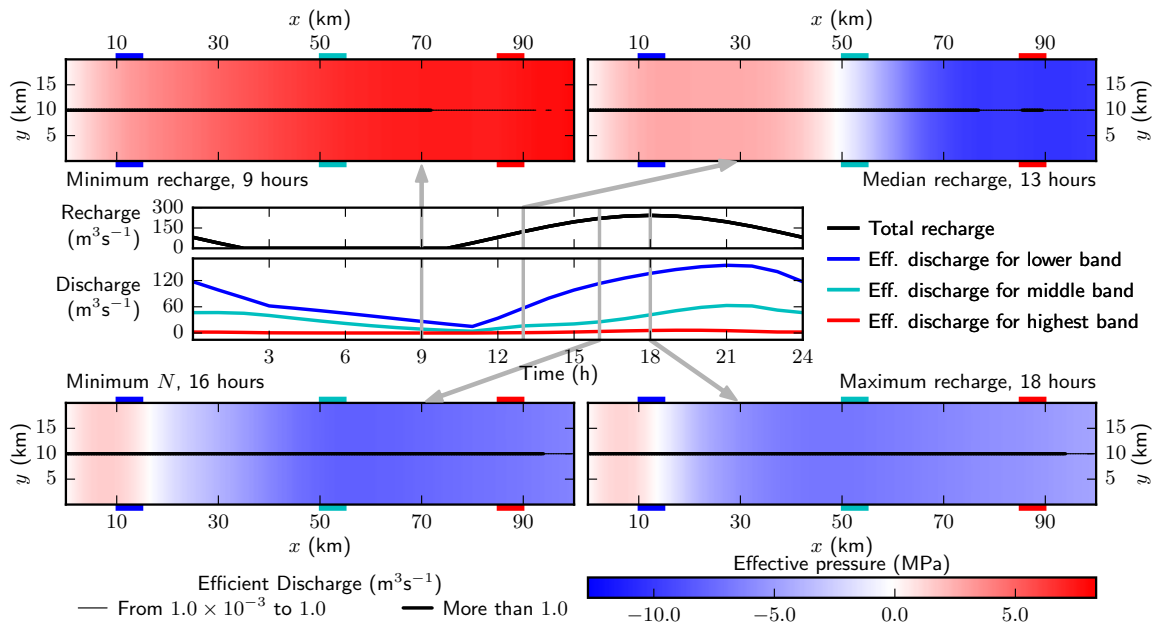 x (km)
x (km)
10 30 50 70 90
10 30 50 70 90
y (km)
15
10
5
15
10
5
y (km)
Minimum recharge, 9 hours
Median recharge, 13 hours
Recharge
(m³s⁻¹)
300
150
0
Discharge
(m³s⁻¹)
120
60
0
3 6 9 12 15 18 21 24
Time (h)
Total recharge
Eff. discharge for lower band
Eff. discharge for middle band
Eff. discharge for highest band
Minimum N, 16 hours
Maximum recharge, 18 hours
y (km)
15
10
5
15
10
5
y (km)
10 30 50 70 90
10 30 50 70 90
x (km)
x (km)
Efficient Discharge (m³s⁻¹)
From 1.0 × 10⁻³ to 1.0
More than 1.0
Effective pressure (MPa)
−10.0 −5.0 0.0 5.0